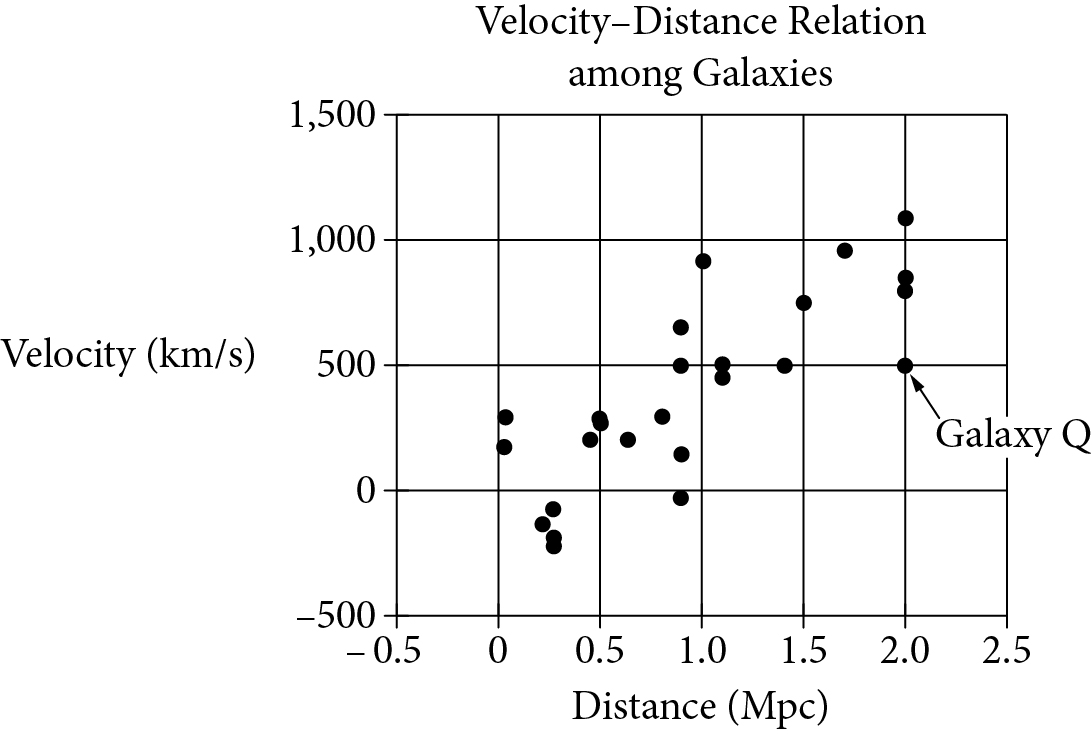 Velocity–Distance Relation
among Galaxies
1,500
1,000
Velocity (km/s)
500
Galaxy Q
0
–500
– 0.5
0
0.5
1.0
1.5
2.0
2.5
Distance (Mpc)